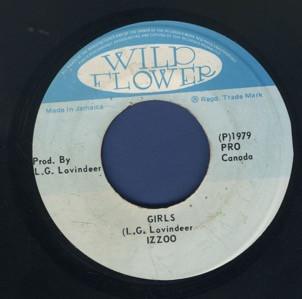 WILD
FLOWER
Made in Jamaica
® Regd. Trade Mark
(P)1979
PRO
Canada
Prod. By
L.G. Lovindeer
GIRLS
(L.G. Lovindeer
IZZOO